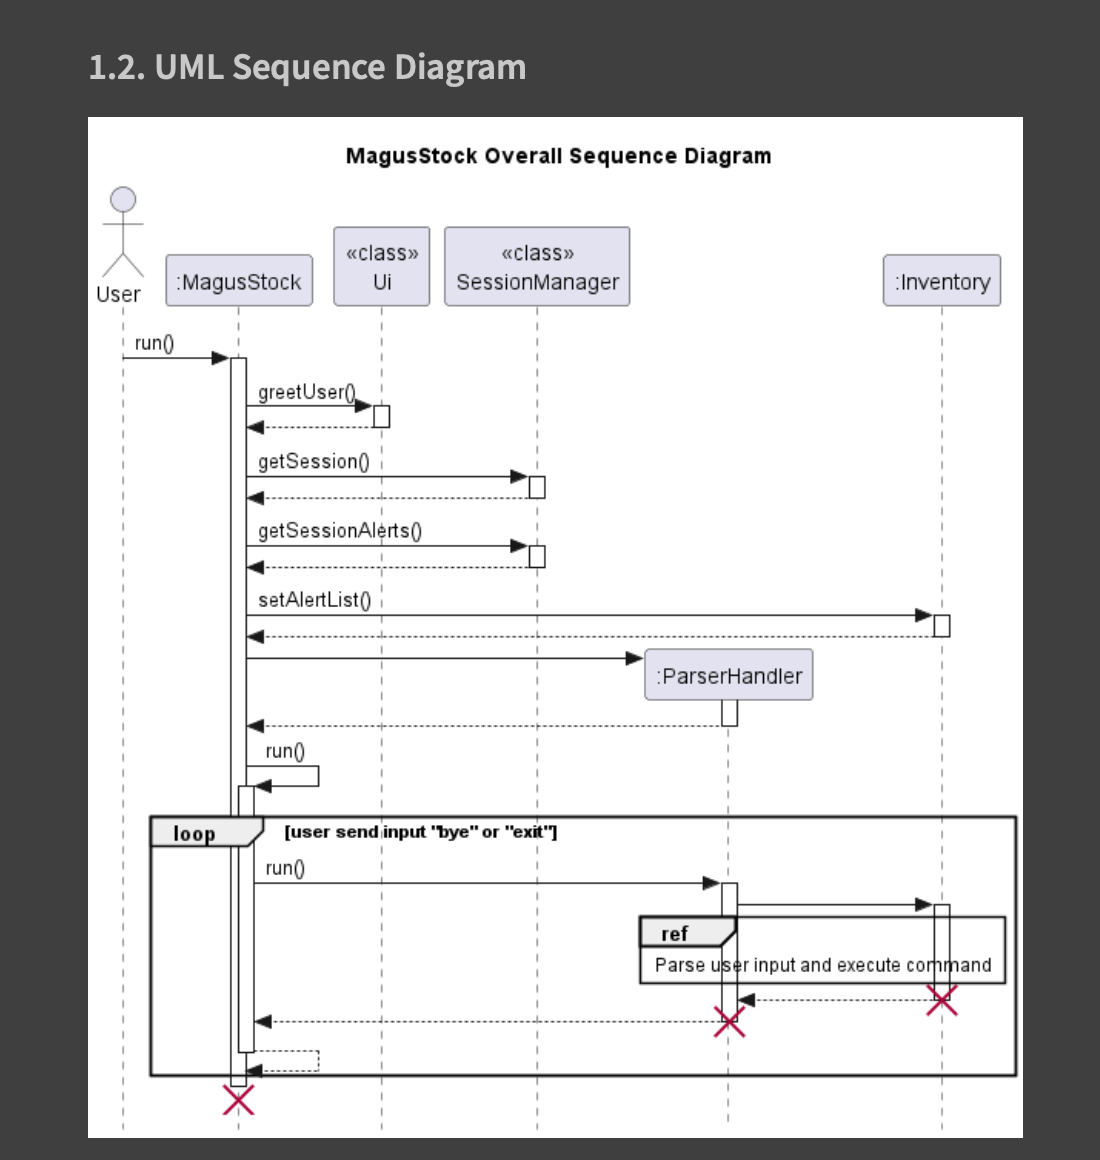 1.2. UML Sequence Diagram
MagusStock Overall Sequence Diagram
User
:MagusStock
«class»
Ui
«class»
SessionManager
:Inventory
run()
greetUser()
getSession()
getSessionAlerts()
setAlertList()
:ParserHandler
run()
loop
[user send input "bye" or "exit"]
run()
ref
Parse user input and execute command